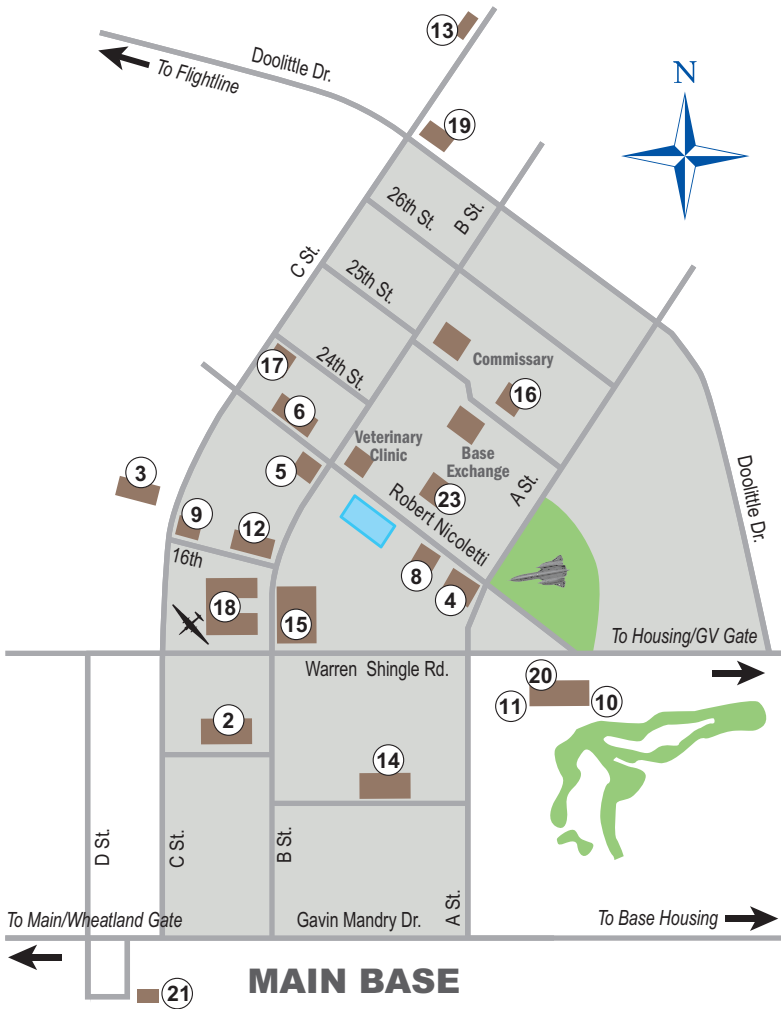 13
Doolittle Dr.
To Flightline
N
19
26th St.
B St.
C St.
25th St.
17
24th St.
Commissary
16
6
Veterinary
Clinic
Base
Exchange
A St.
3
5
23
Robert Nicoletti
Doolittle Dr.
9
12
16th
8
4
18
15
To Housing/GV Gate
Warren Shingle Rd.
20
11
10
2
14
D St.
C St.
B St.
A St.
To Main/Wheatland Gate
Gavin Mandry Dr.
To Base Housing
21
MAIN BASE